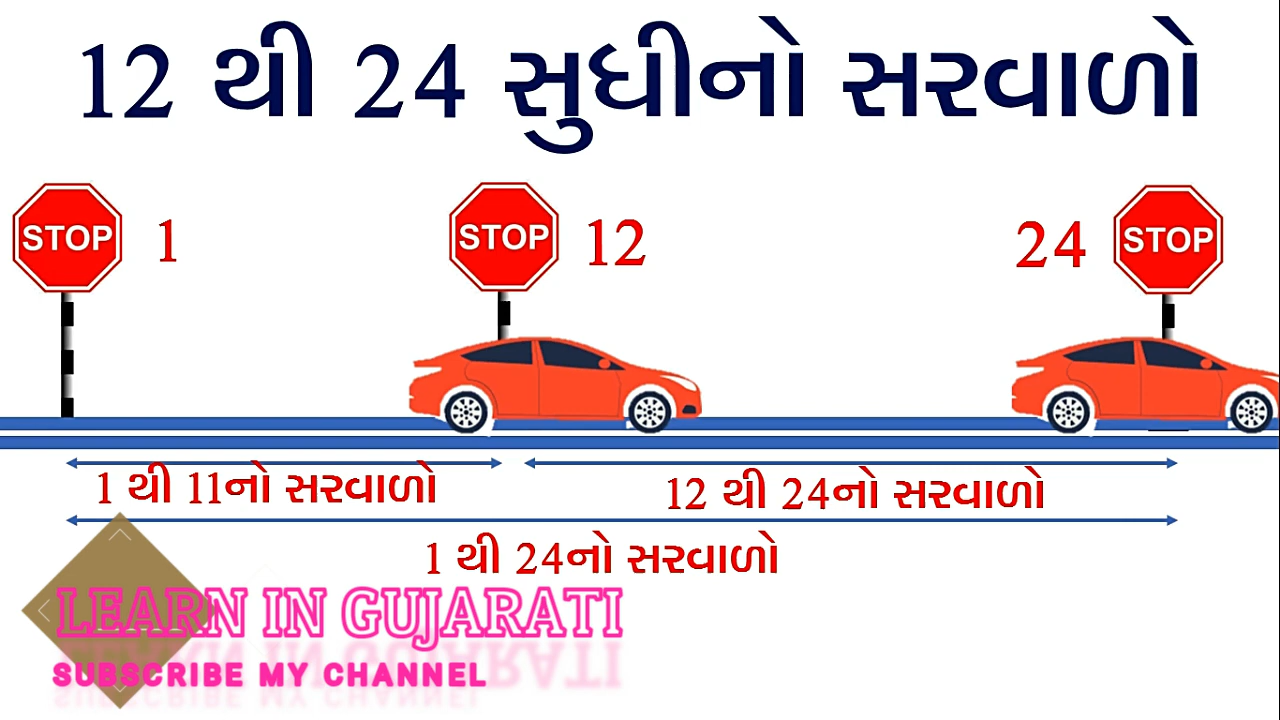 12 થી 24 સુધીનો સરવાળો
STOP 1 STOP 12 24 STOP
1 થી 11નો સરવાળો 12 થી 24નો સરવાળો
1 થી 24નો સરવાળો
LEARN IN GUJARATI
SUBSCRIBE MY CHANNEL